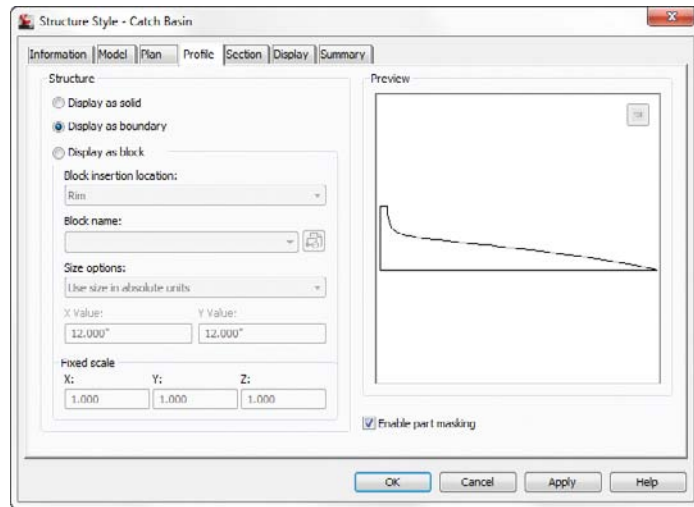 Structure Style - Catch Basin
Information Model Plan Profile Section Display Summary
Structure
Display as solid
Display as boundary
Display as block
Block insertion location:
Rim
Block name:
Size options:
Use size in absolute units
X Value: Y Value:
12.000" 12.000"
Fixed scale
X: Y: Z:
1.000 1.000 1.000
Preview
Enable part masking
OK Cancel Apply Help